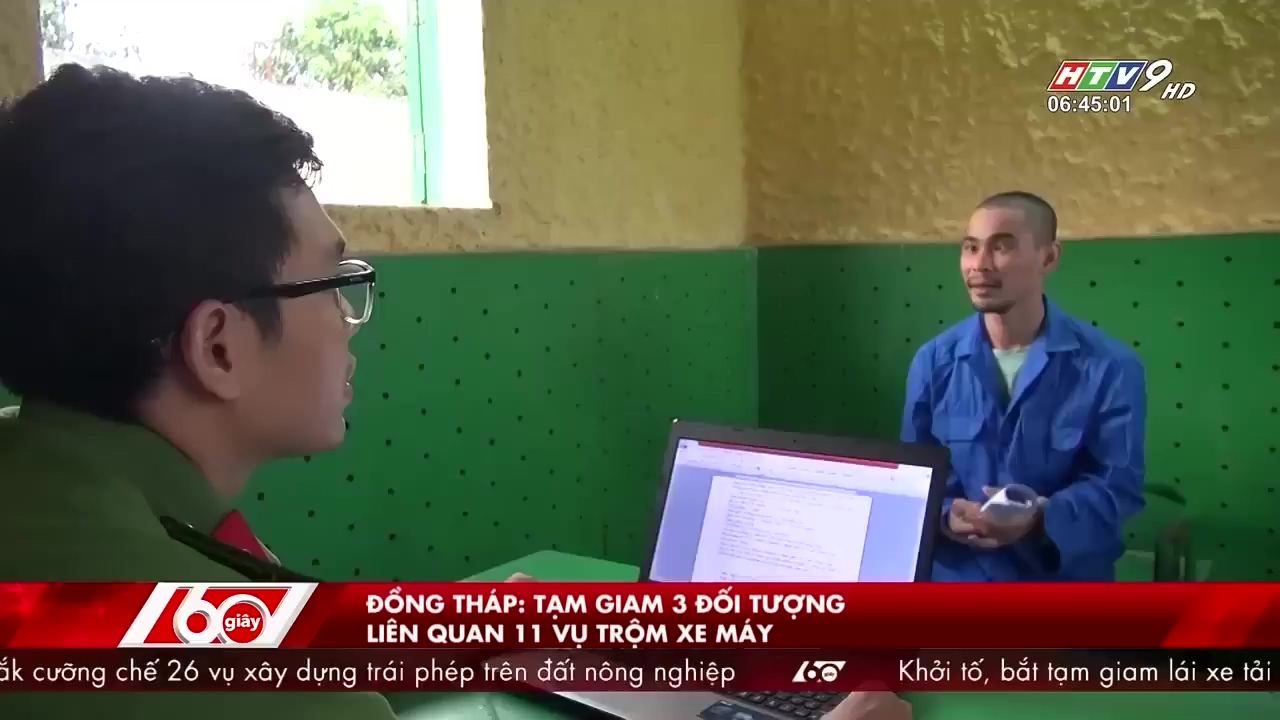 HTV9 HD
06:45:01
60 giây
ĐỒNG THÁP: TẠM GIAM 3 ĐỐI TƯỢNG
LIÊN QUAN 11 VỤ TRỘM XE MÁY
ắk cưỡng chế 26 vụ xây dựng trái phép trên đất nông nghiệp 60 giây Khởi tố, bắt tạm giam lái xe tải